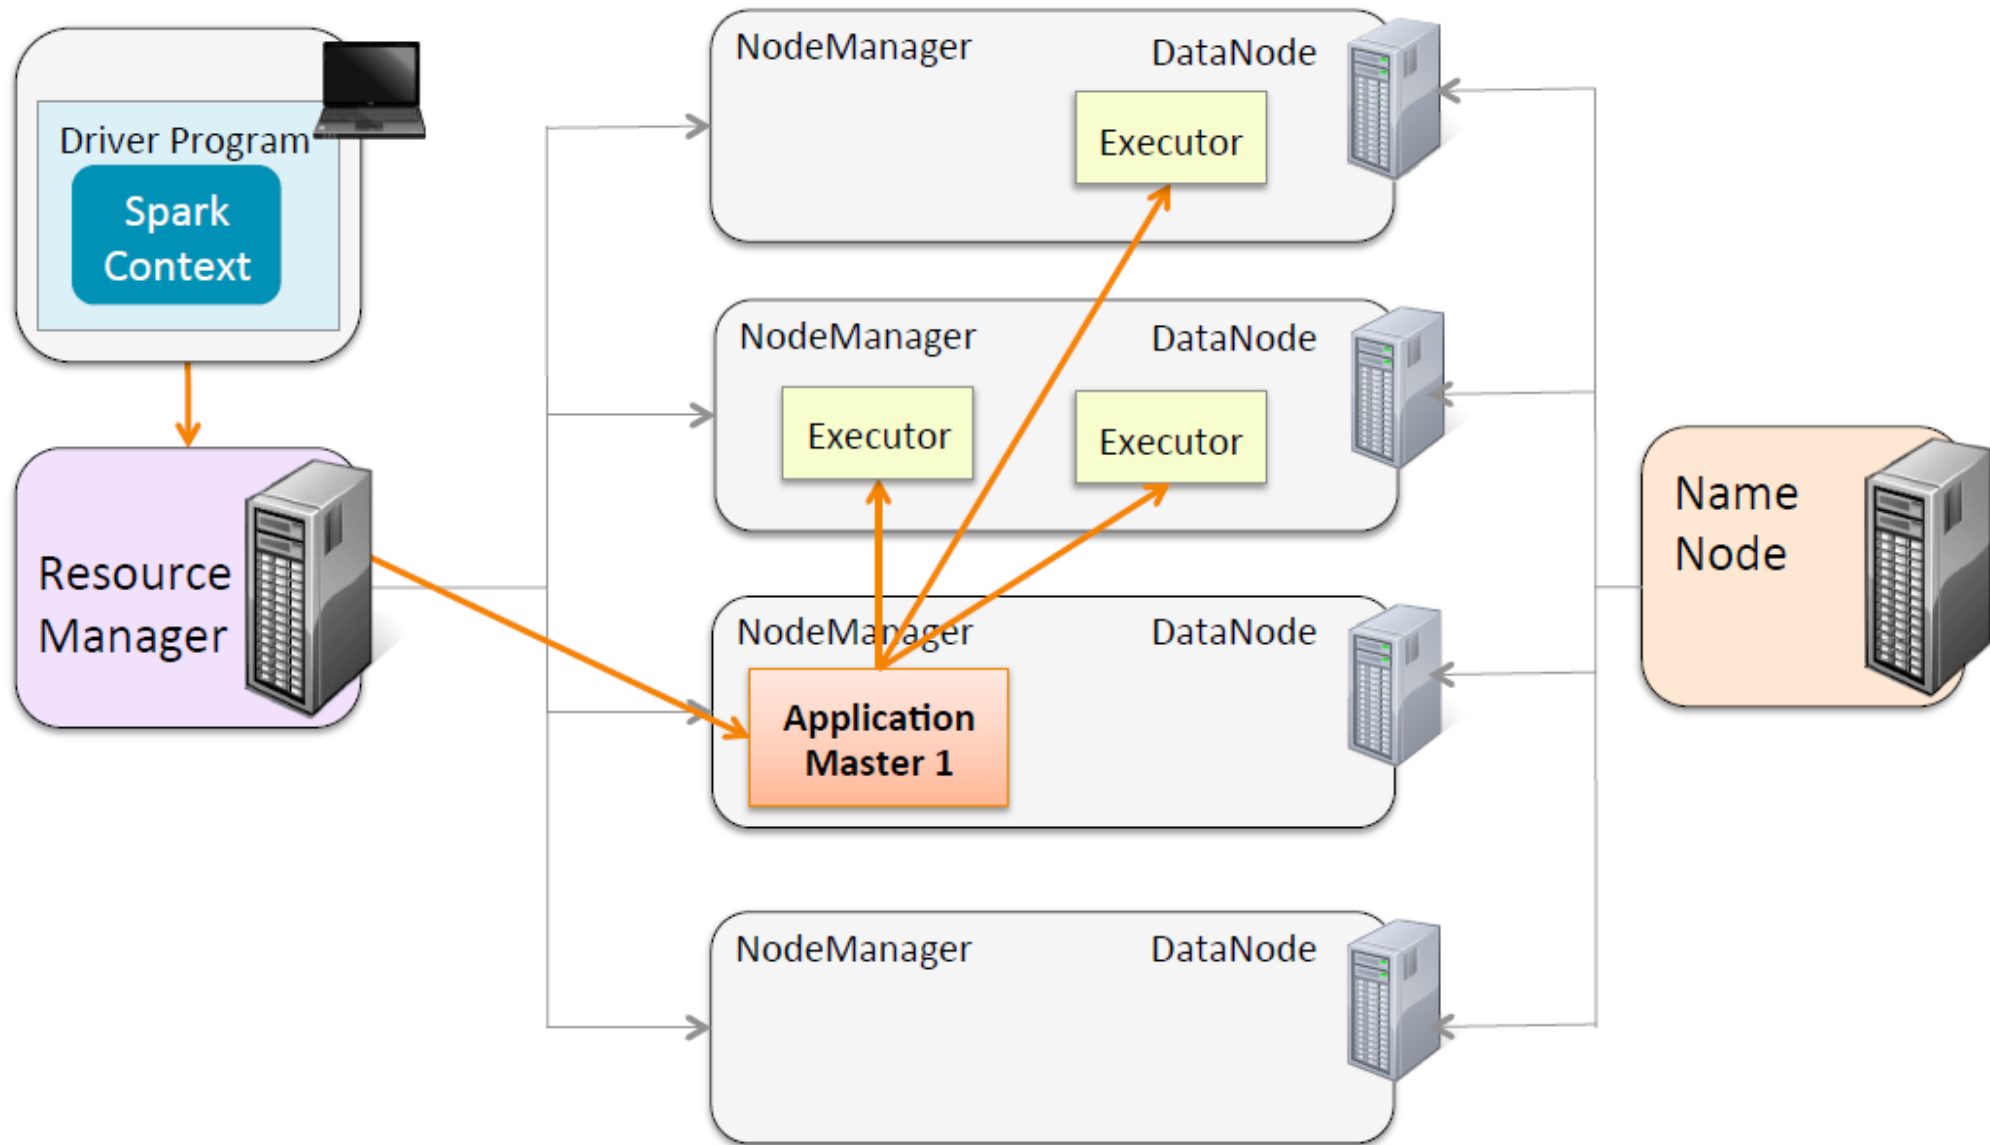 Driver Program
Spark
Context
Resource
Manager
NodeManager
DataNode
Executor
NodeManager
DataNode
Executor
Executor
NodeManager
DataNode
Application
Master 1
NodeManager
DataNode
Name
Node